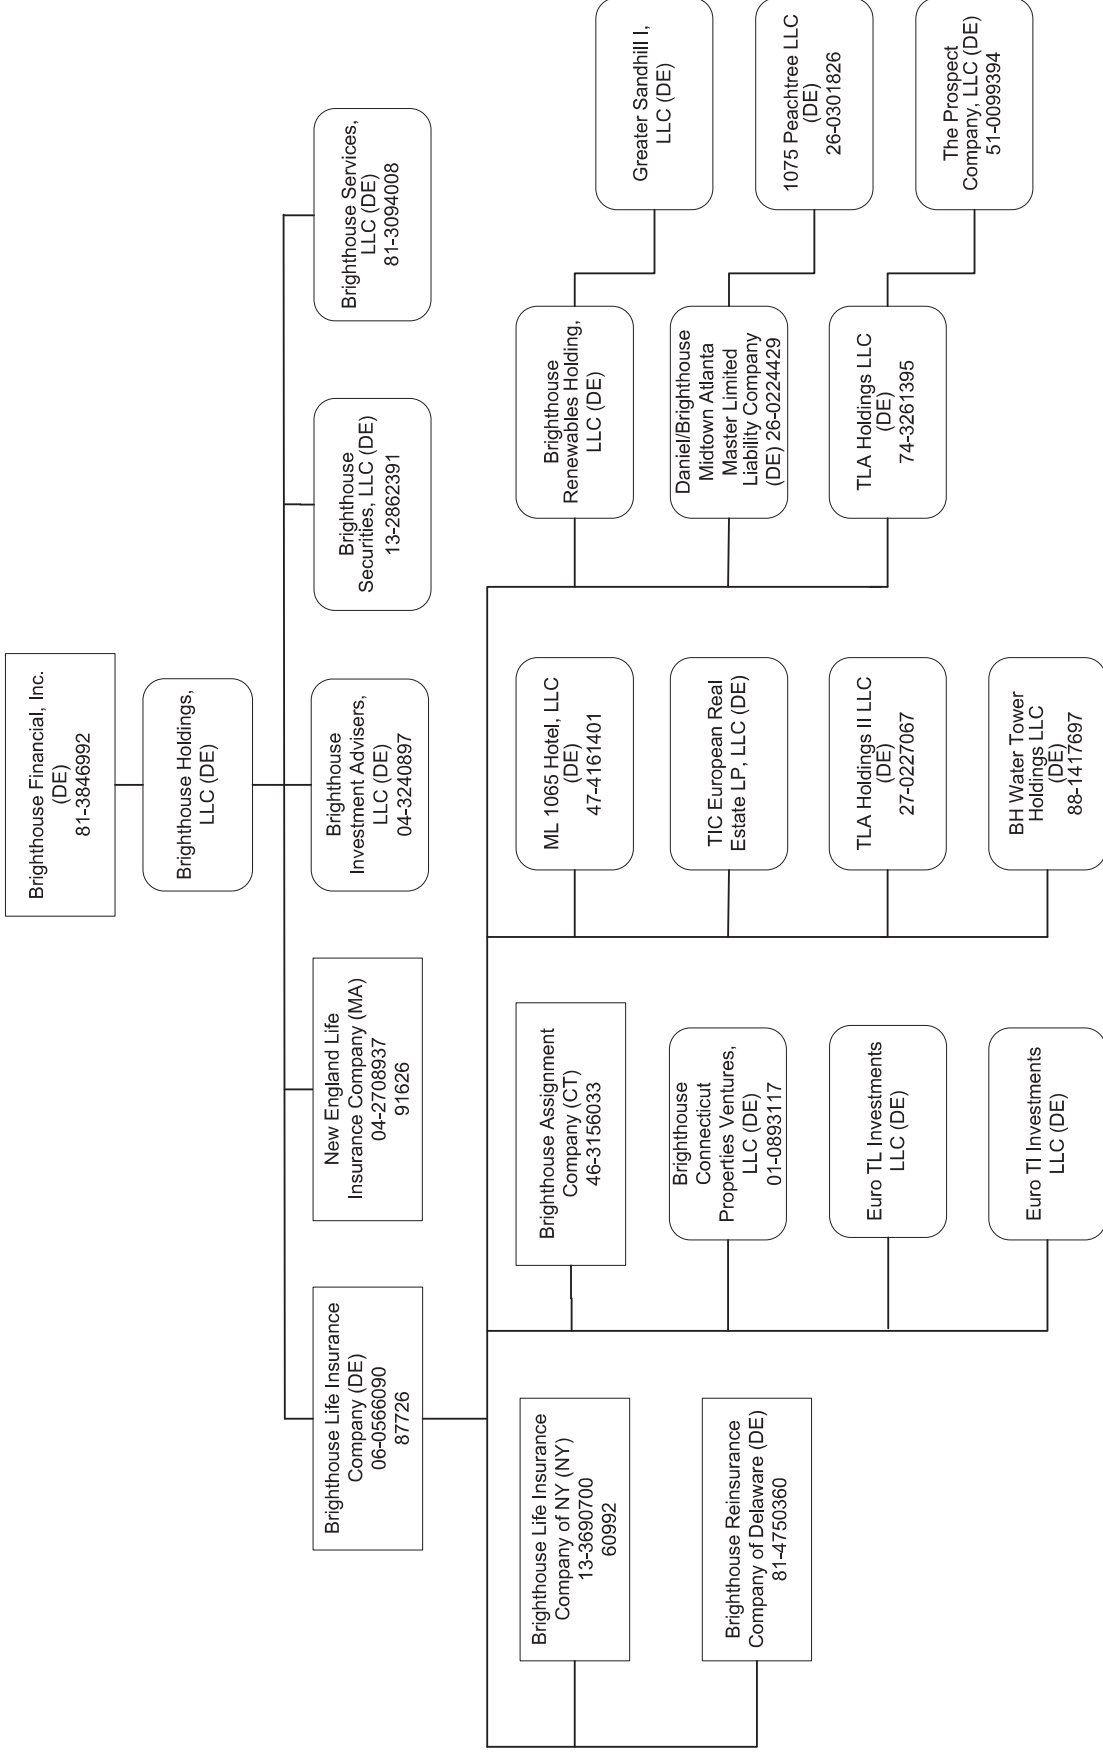 Brighthouse Financial, Inc.
(DE)
81-3846992
Brighthouse Holdings,
LLC (DE)
Brighthouse Life Insurance
Company (DE)
06-0566090
87726
New England Life
Insurance Company (MA)
04-2708937
91626
Brighthouse
Investment Advisers,
LLC (DE)
04-3240897
Brighthouse
Securities, LLC (DE)
13-2862391
Brighthouse Services,
LLC (DE)
81-3094008
Brighthouse Life Insurance
Company of NY (NY)
13-3690700
60992
Brighthouse Reinsurance
Company of Delaware (DE)
81-4750360
Brighthouse Assignment
Company (CT)
46-3156033
Brighthouse
Connecticut
Properties Ventures,
LLC (DE)
01-0893117
Euro TL Investments
LLC (DE)
Euro TI Investments
LLC (DE)
ML 1065 Hotel, LLC
(DE)
47-4161401
TIC European Real
Estate LP, LLC (DE)
TLA Holdings II LLC
(DE)
27-0227067
BH Water Tower
Holdings LLC
(DE)
88-1417697
Brighthouse
Renewables Holding,
LLC (DE)
Daniel/Brighthouse
Midtown Atlanta
Master Limited
Liability Company
(DE) 26-0224429
TLA Holdings LLC
(DE)
74-3261395
Greater Sandhill I,
LLC (DE)
1075 Peachtree LLC
(DE)
26-0301826
The Prospect
Company, LLC (DE)
51-0099394